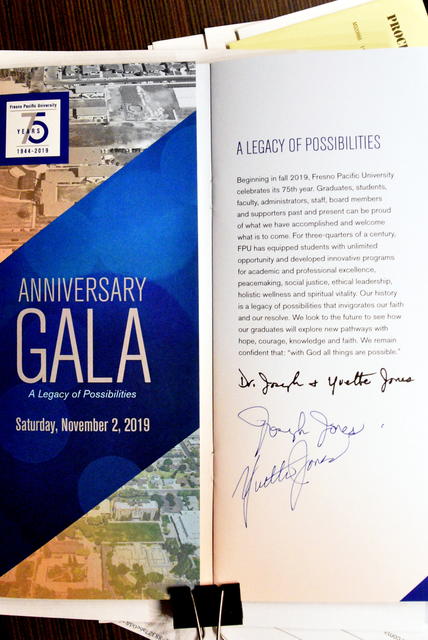 PROC
Fresno Pacific University
75
YEARS
1944-2019
ANNIVERSARY
GALA
A Legacy of Possibilities
Saturday, November 2, 2019
A LEGACY OF POSSIBILITIES
Beginning in fall 2019, Fresno Pacific University
celebrates its 75th year. Graduates, students,
faculty, administrators, staff, board members
and supporters past and present can be proud
of what we have accomplished and welcome
what is to come. For three-quarters of a century,
FPU has equipped students with unlimited
opportunity and developed innovative programs
for academic and professional excellence,
peacemaking, social justice, ethical leadership,
holistic wellness and spiritual vitality. Our history
is a legacy of possibilities that invigorates our faith
and our resolve. We look to the future to see how
our graduates will explore new pathways with
hope, courage, knowledge and faith. We remain
confident that: “with God all things are possible.”
Dr. Joseph & Yvette Jones
Joseph Jones
Yvette Jones